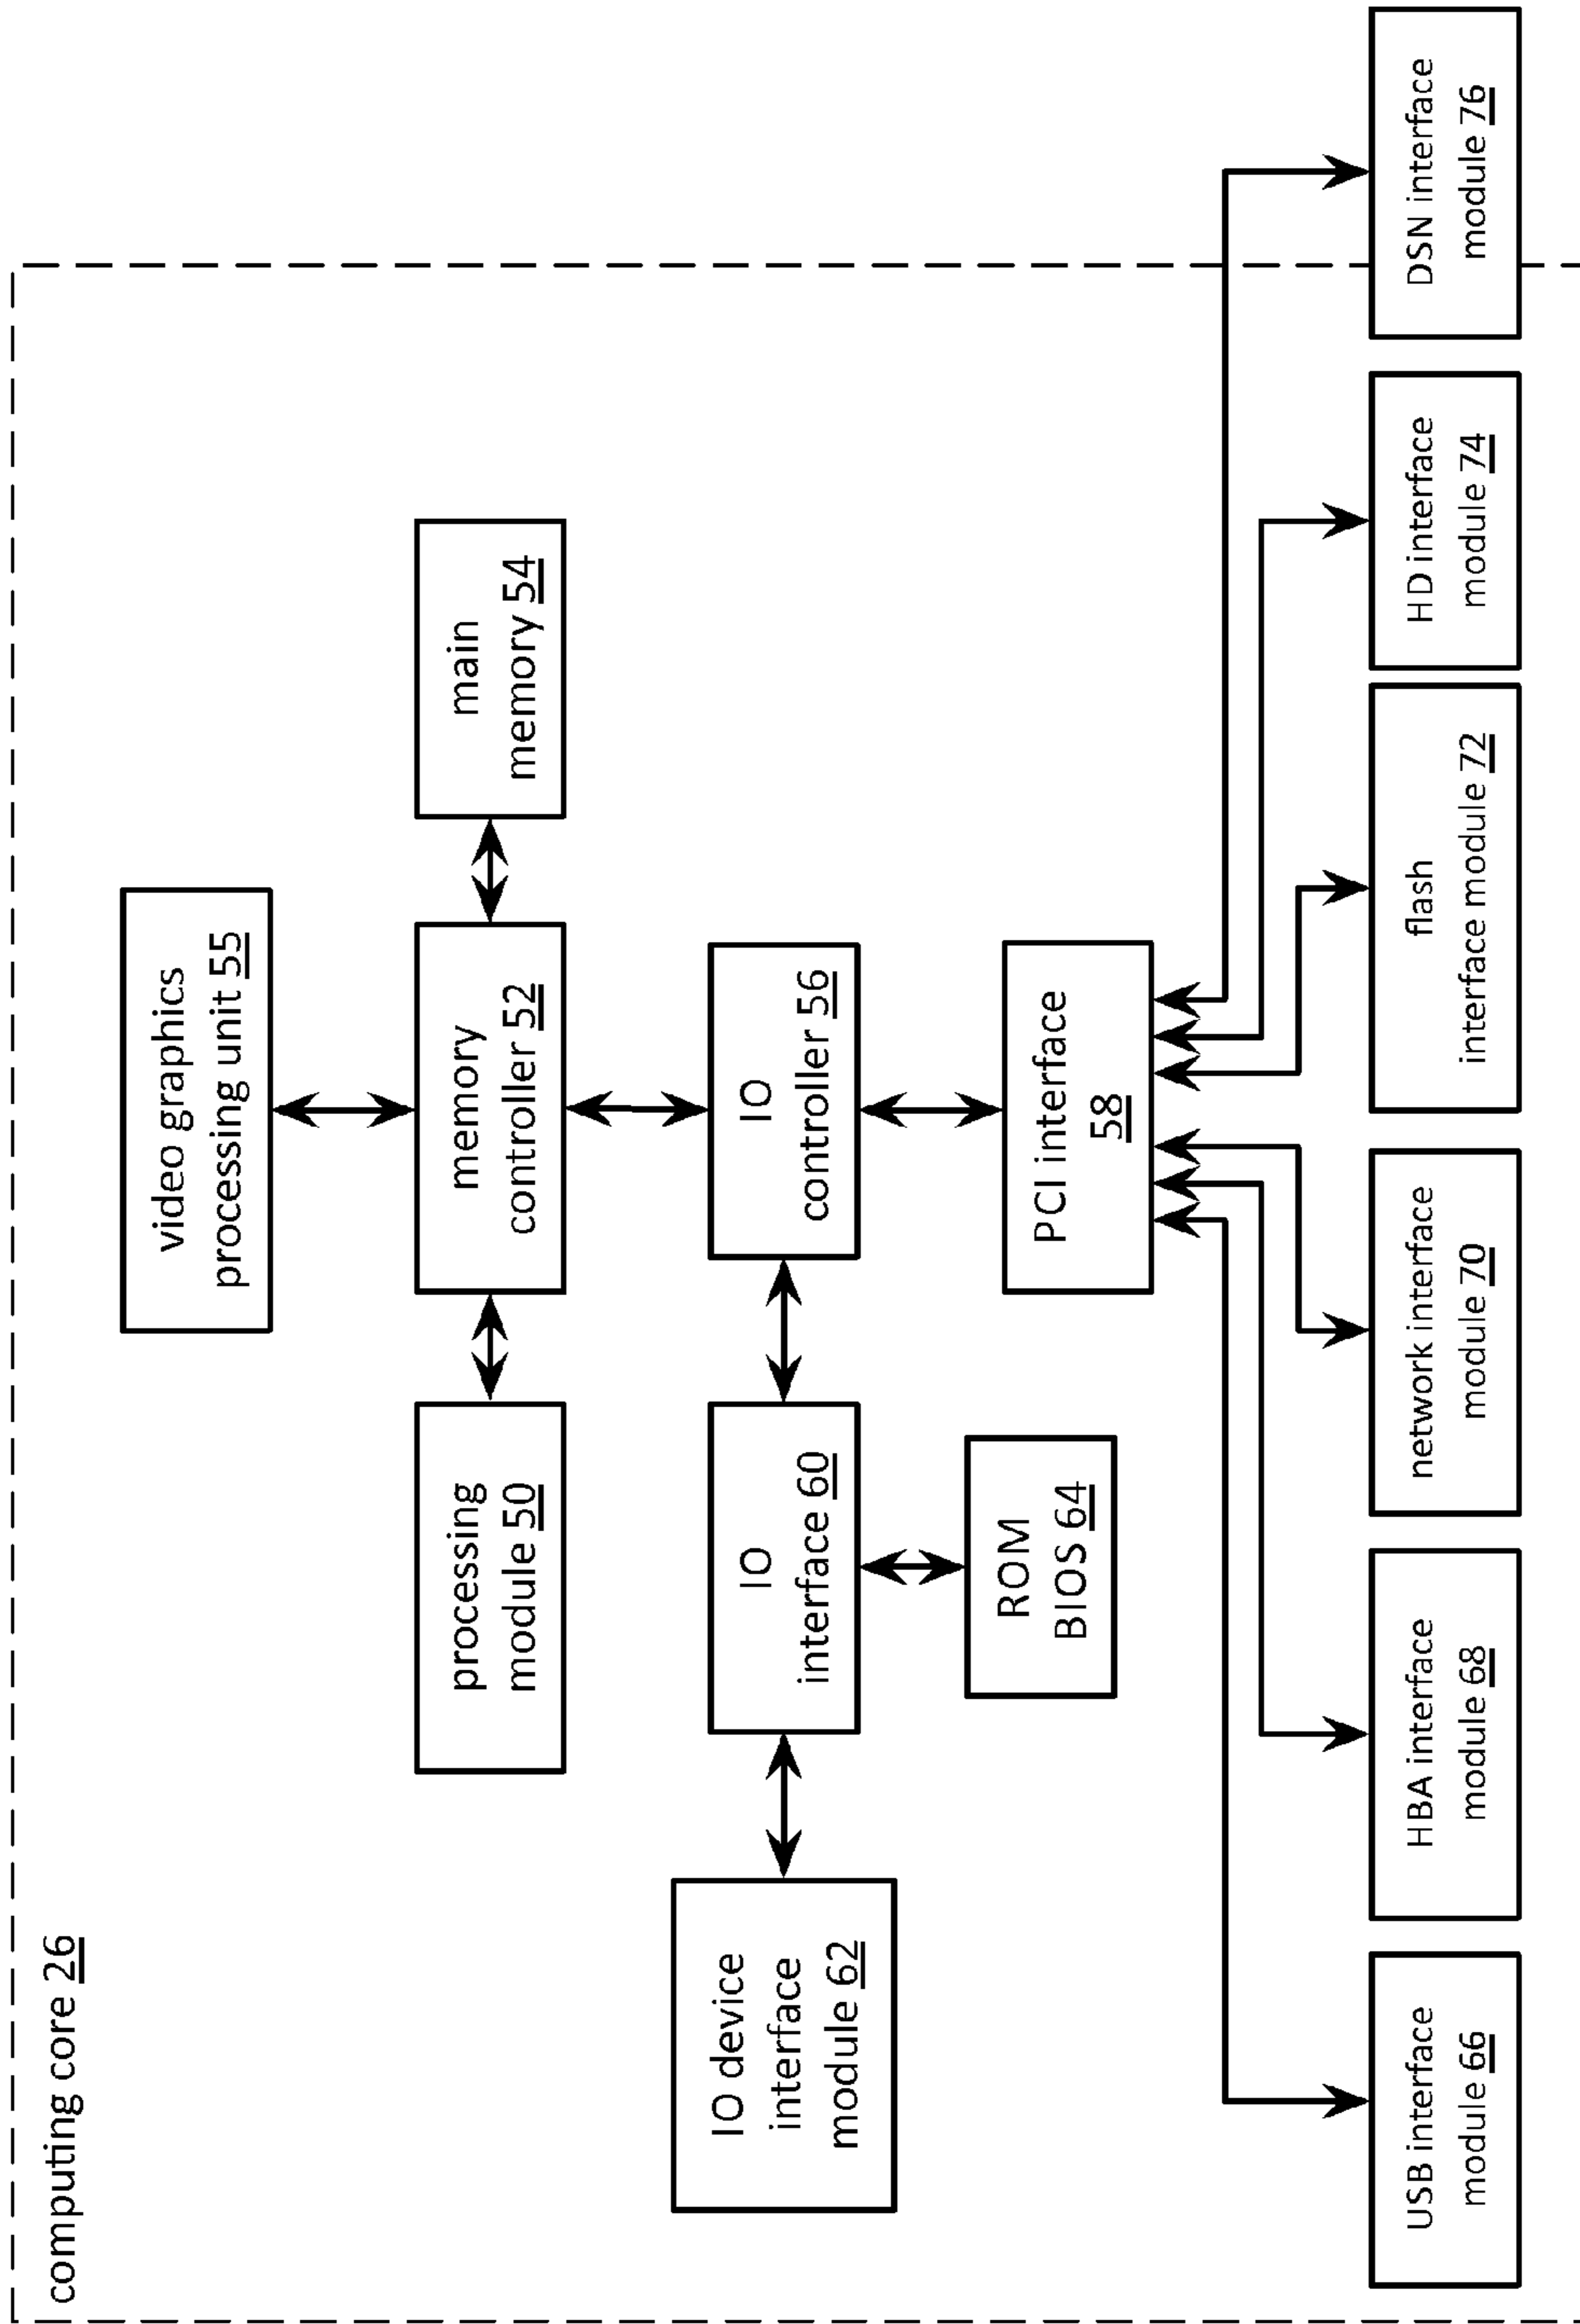 computing core 26
video graphics
processing unit 55
processing
module 50
memory
controller 52
main
memory 54
IO device
interface
module 62
IO
interface 60
IO
controller 56
ROM
BIOS 64
PCI interface
58
USB interface
module 66
HBA interface
module 68
network interface
module 70
flash
interface module 72
HD interface
module 74
DSN interface
module 76